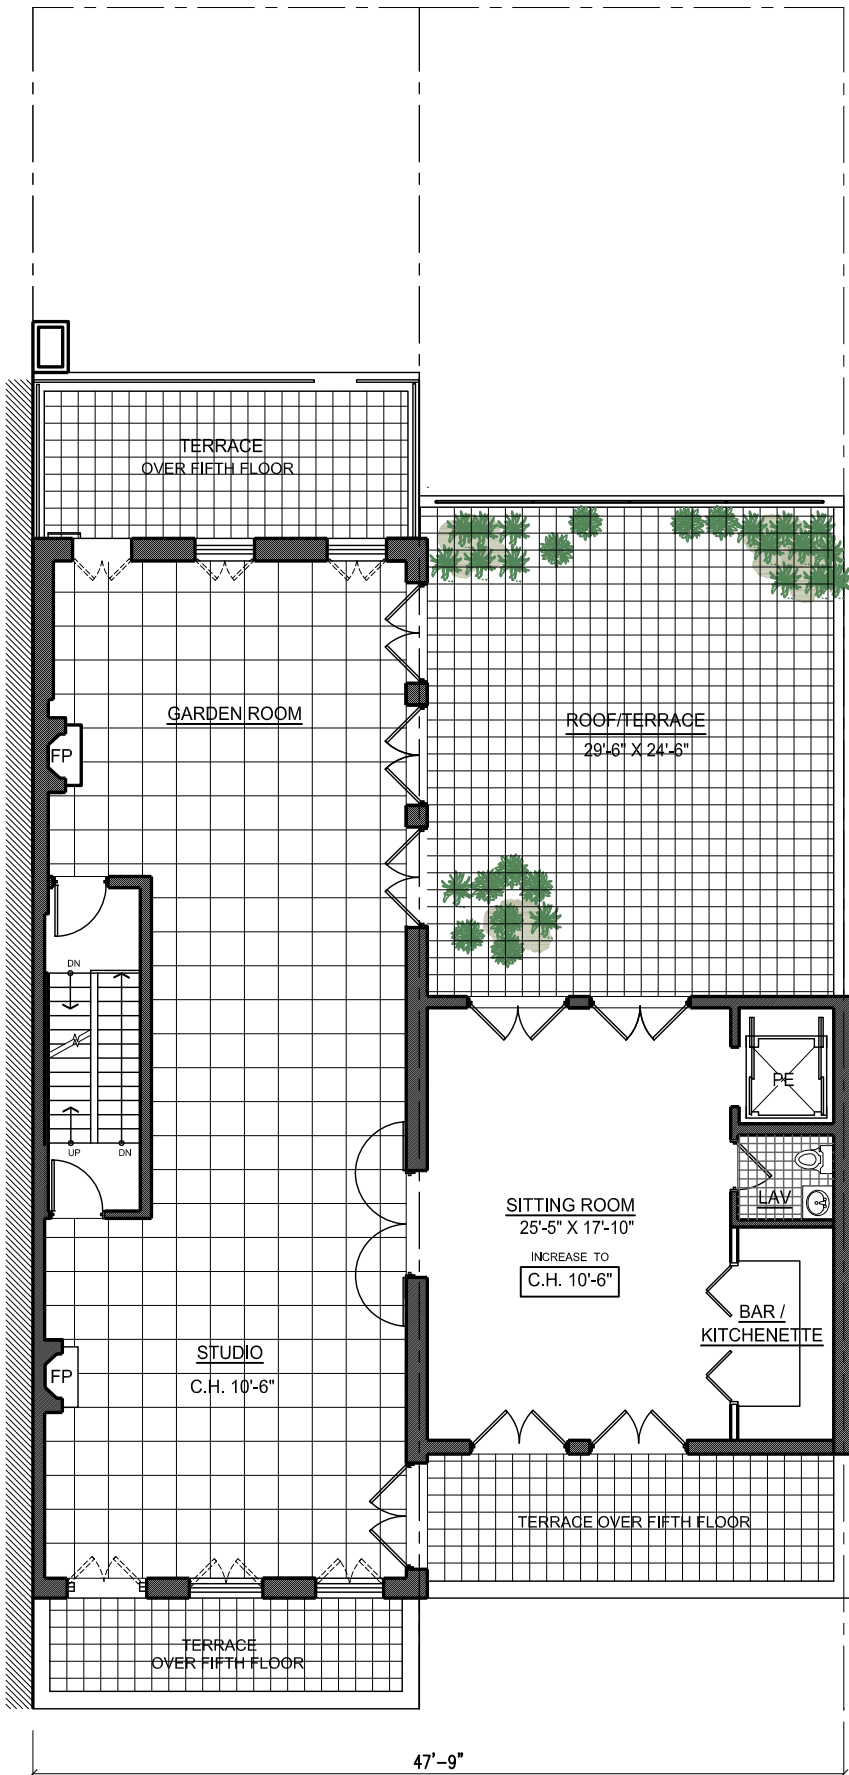 TERRACE
OVER FIFTH FLOOR
GARDEN ROOM
FP
ROOF/TERRACE
29'-6" X 24'-6"
DN
UP
DN
PE
LAV
SITTING ROOM
25'-5" X 17'-10"
INCREASE TO
C.H. 10'-6"
BAR /
KITCHENETTE
STUDIO
C.H. 10'-6"
FP
TERRACE OVER FIFTH FLOOR
TERRACE
OVER FIFTH FLOOR
47'-9"